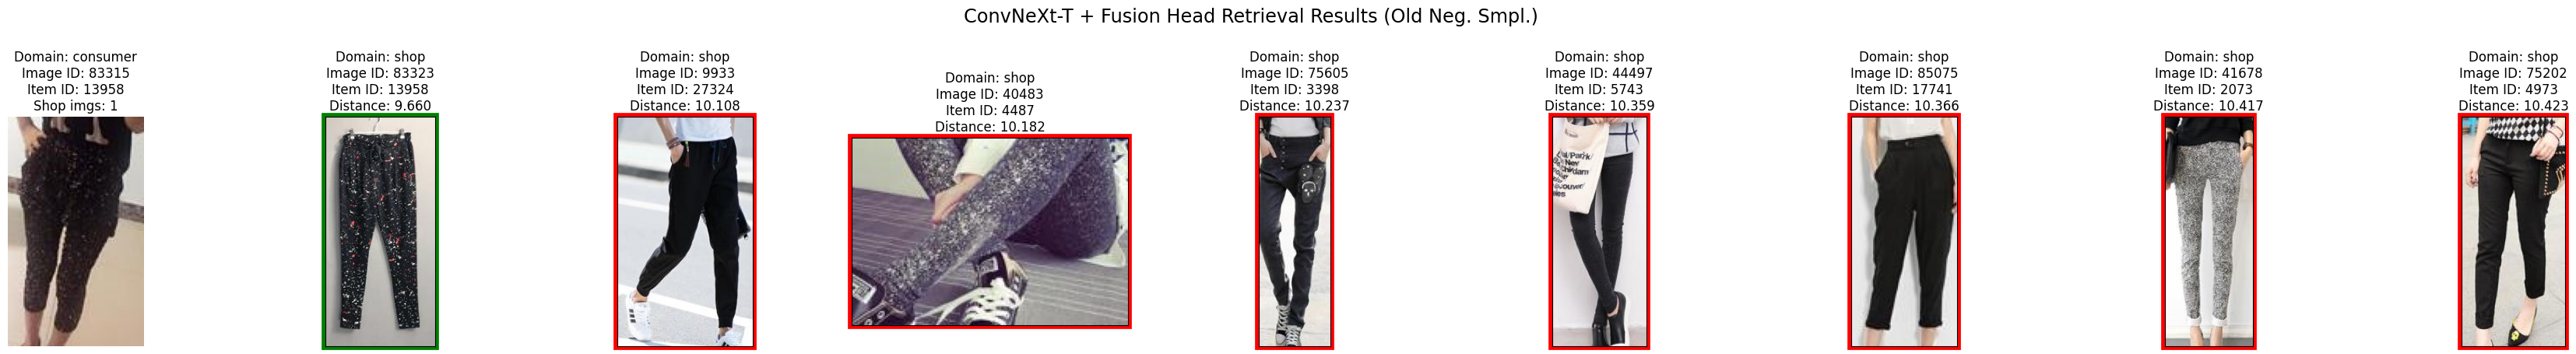 ConvNeXt-T + Fusion Head Retrieval Results (Old Neg. Smpl.)
Domain: consumer
Image ID: 83315
Item ID: 13958
Shop imgs: 1
Domain: shop
Image ID: 83323
Item ID: 13958
Distance: 9.660
Domain: shop
Image ID: 9933
Item ID: 27324
Distance: 10.108
Domain: shop
Image ID: 40483
Item ID: 4487
Distance: 10.182
Domain: shop
Image ID: 75605
Item ID: 3398
Distance: 10.237
Domain: shop
Image ID: 44497
Item ID: 5743
Distance: 10.359
Domain: shop
Image ID: 85075
Item ID: 17741
Distance: 10.366
Domain: shop
Image ID: 41678
Item ID: 2073
Distance: 10.417
Domain: shop
Image ID: 75202
Item ID: 4973
Distance: 10.423